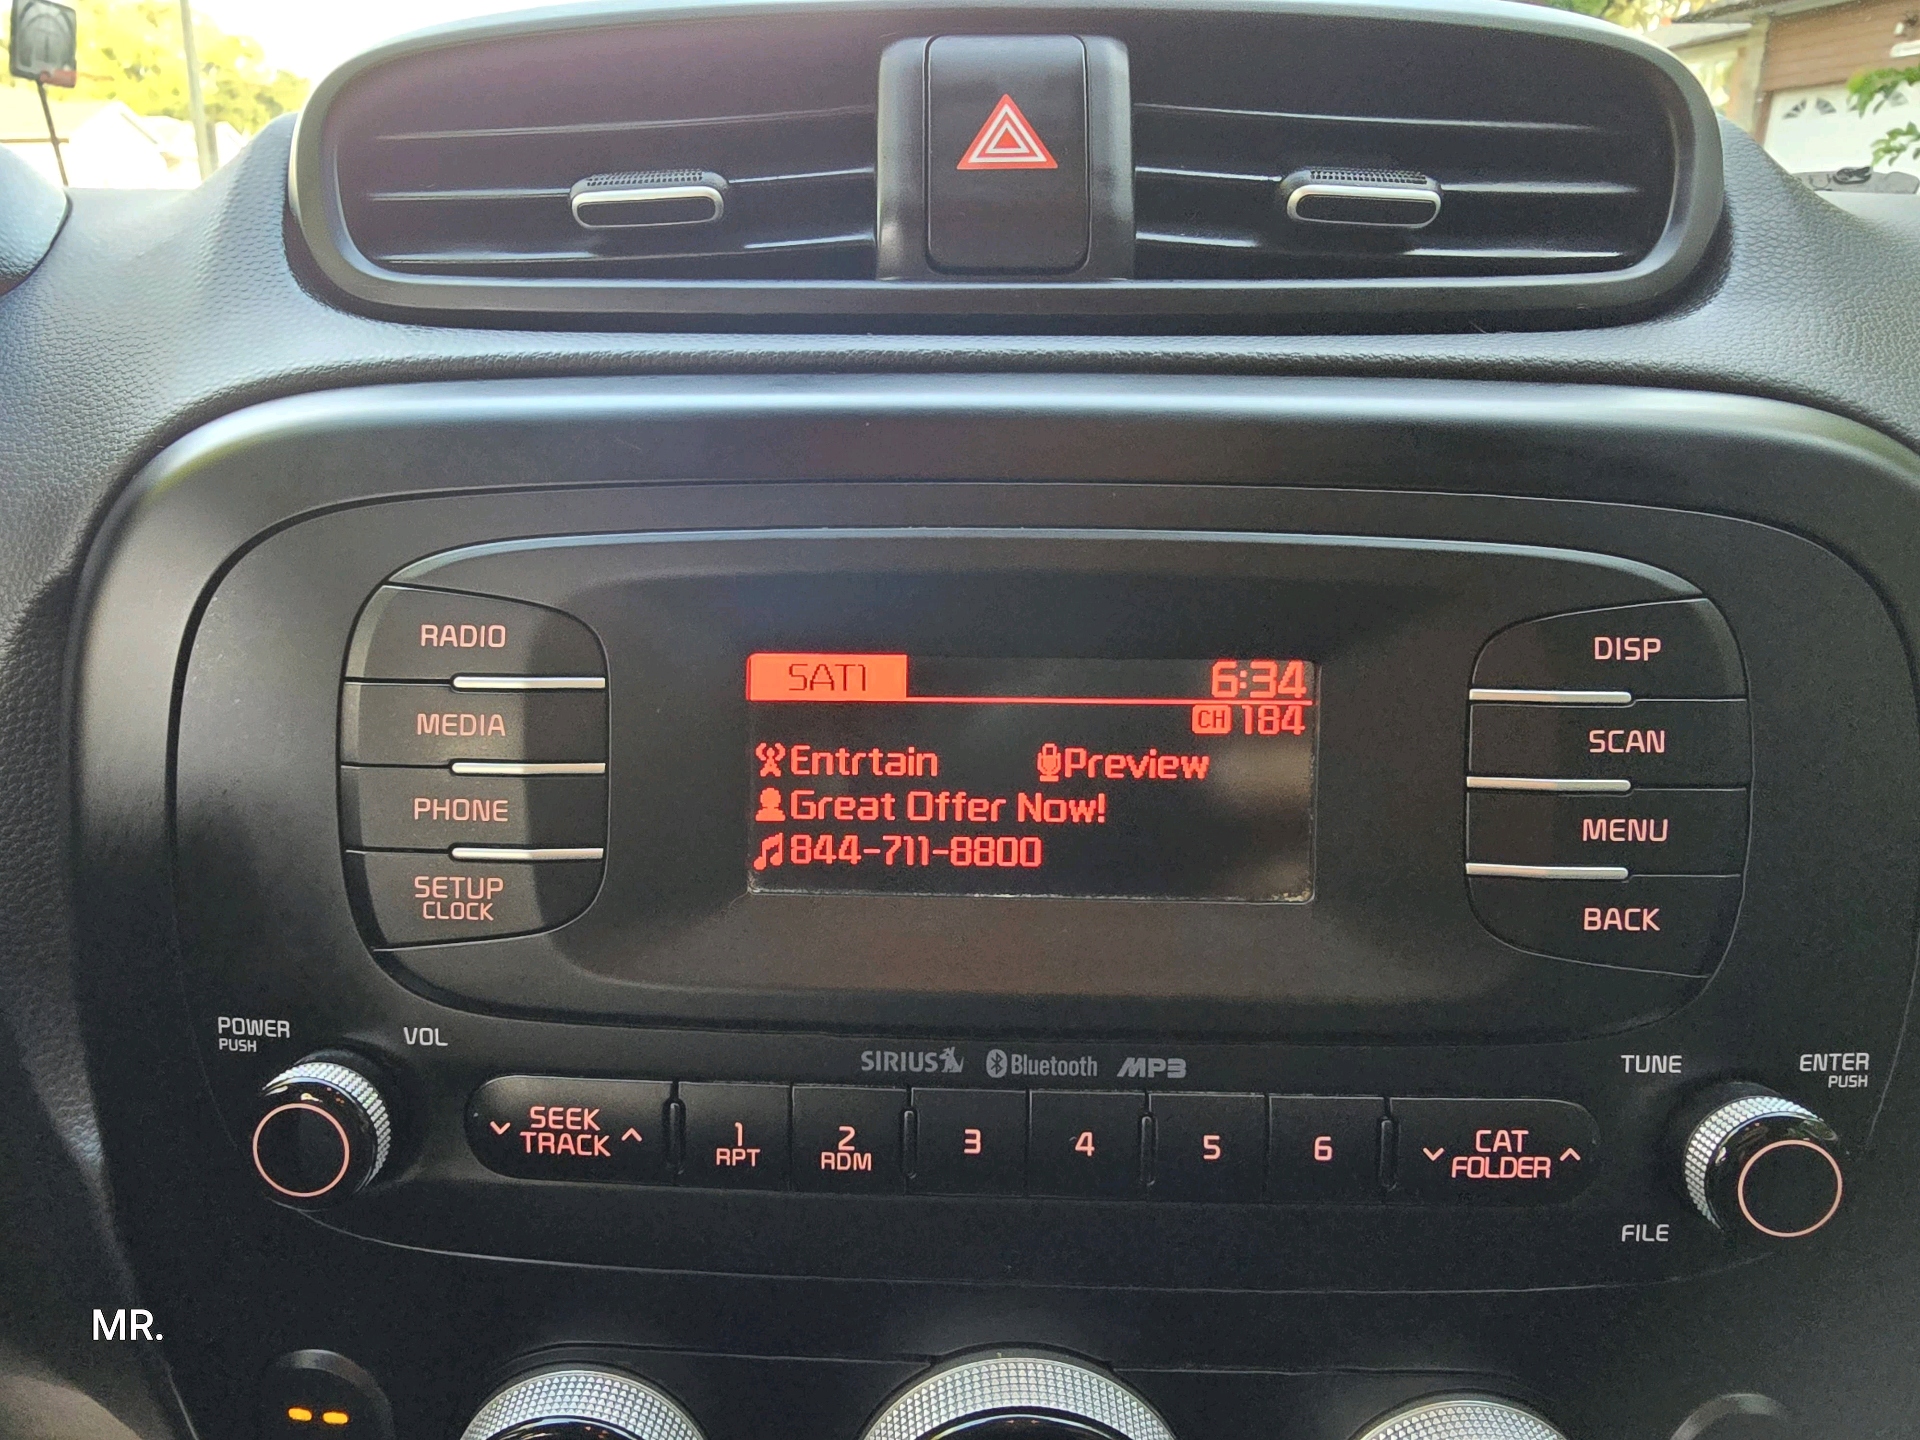 RADIO
MEDIA
PHONE
SETUP
CLOCK
SAT1
6:34
CH 184
Entrtain Preview
Great Offer Now!
844-711-8800
DISP
SCAN
MENU
BACK
POWER
PUSH
VOL
SIRIUS Bluetooth MP3
TUNE
ENTER
PUSH
SEEK
TRACK
1
RPT
2
RDM
3
4
5
6
CAT
FOLDER
FILE
MR.